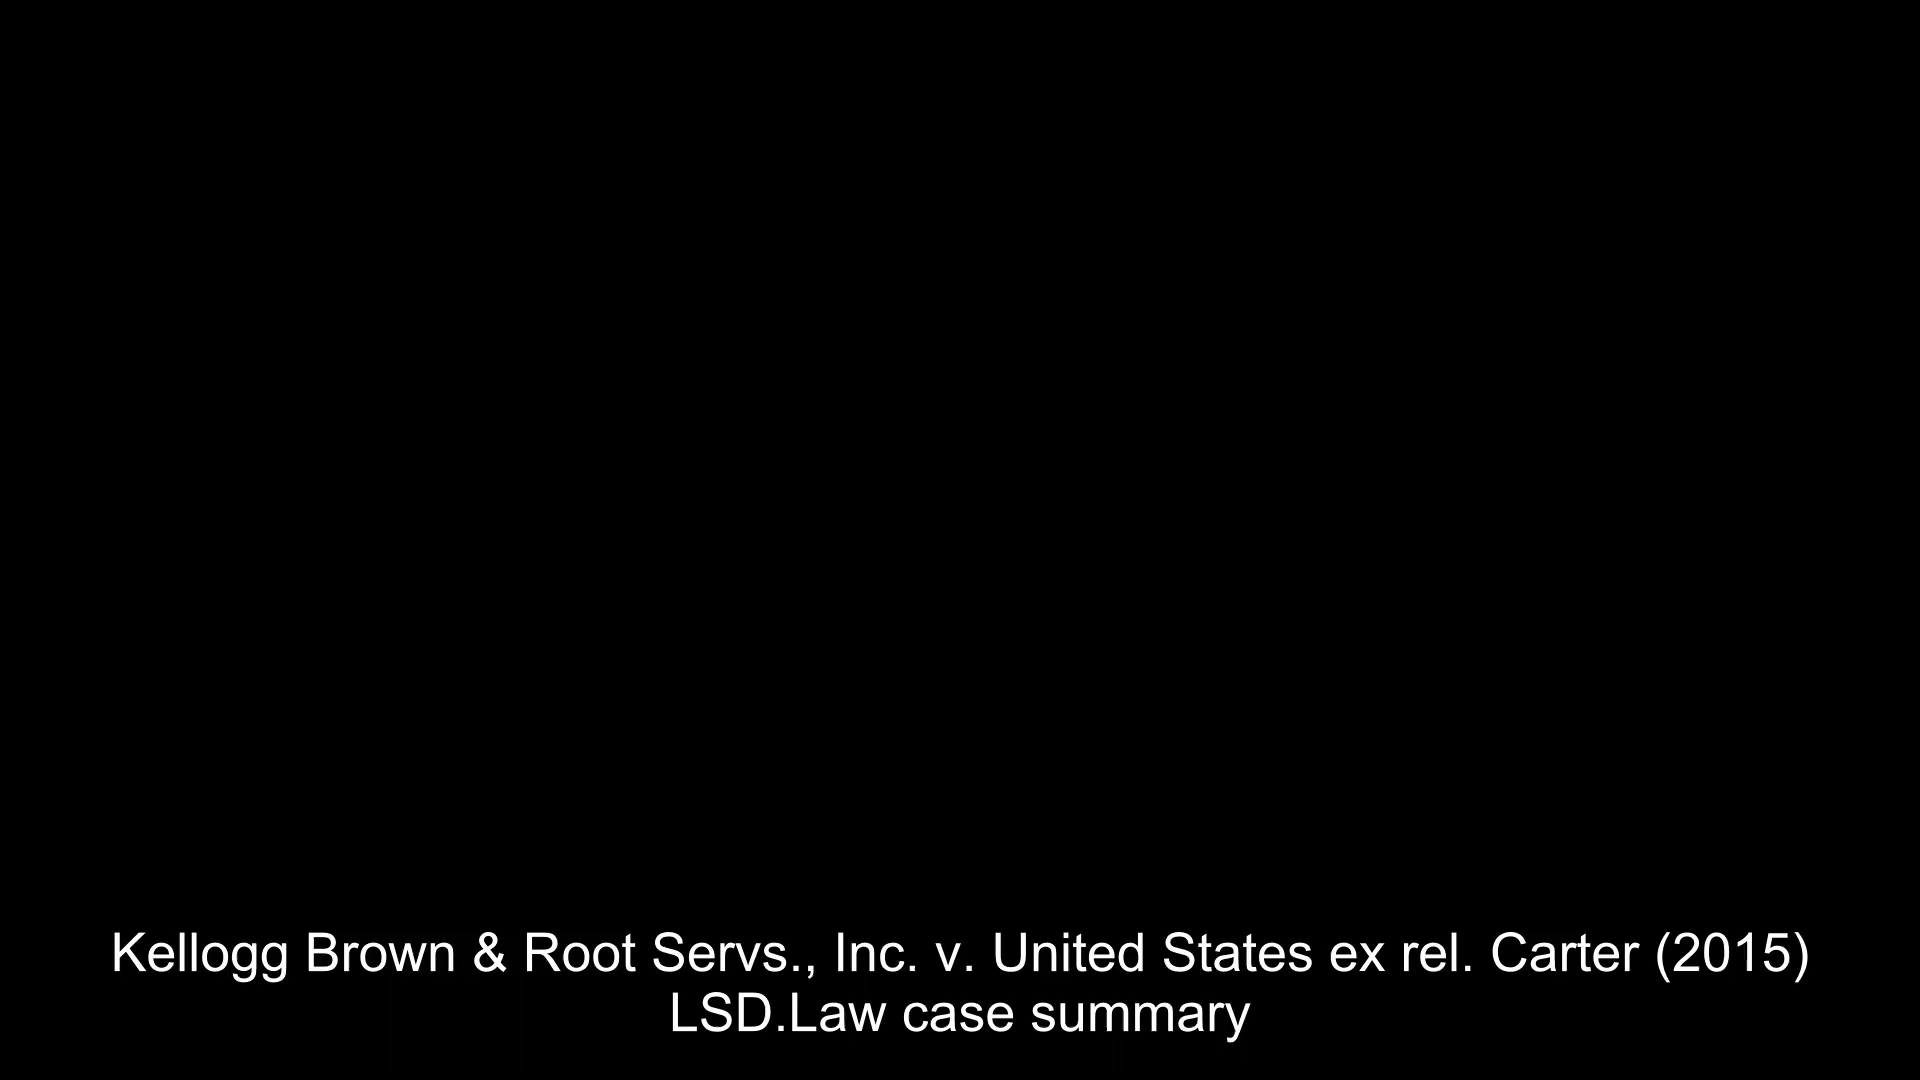 Kellogg Brown & Root Servs., Inc. v. United States ex rel. Carter (2015)
LSD.Law case summary